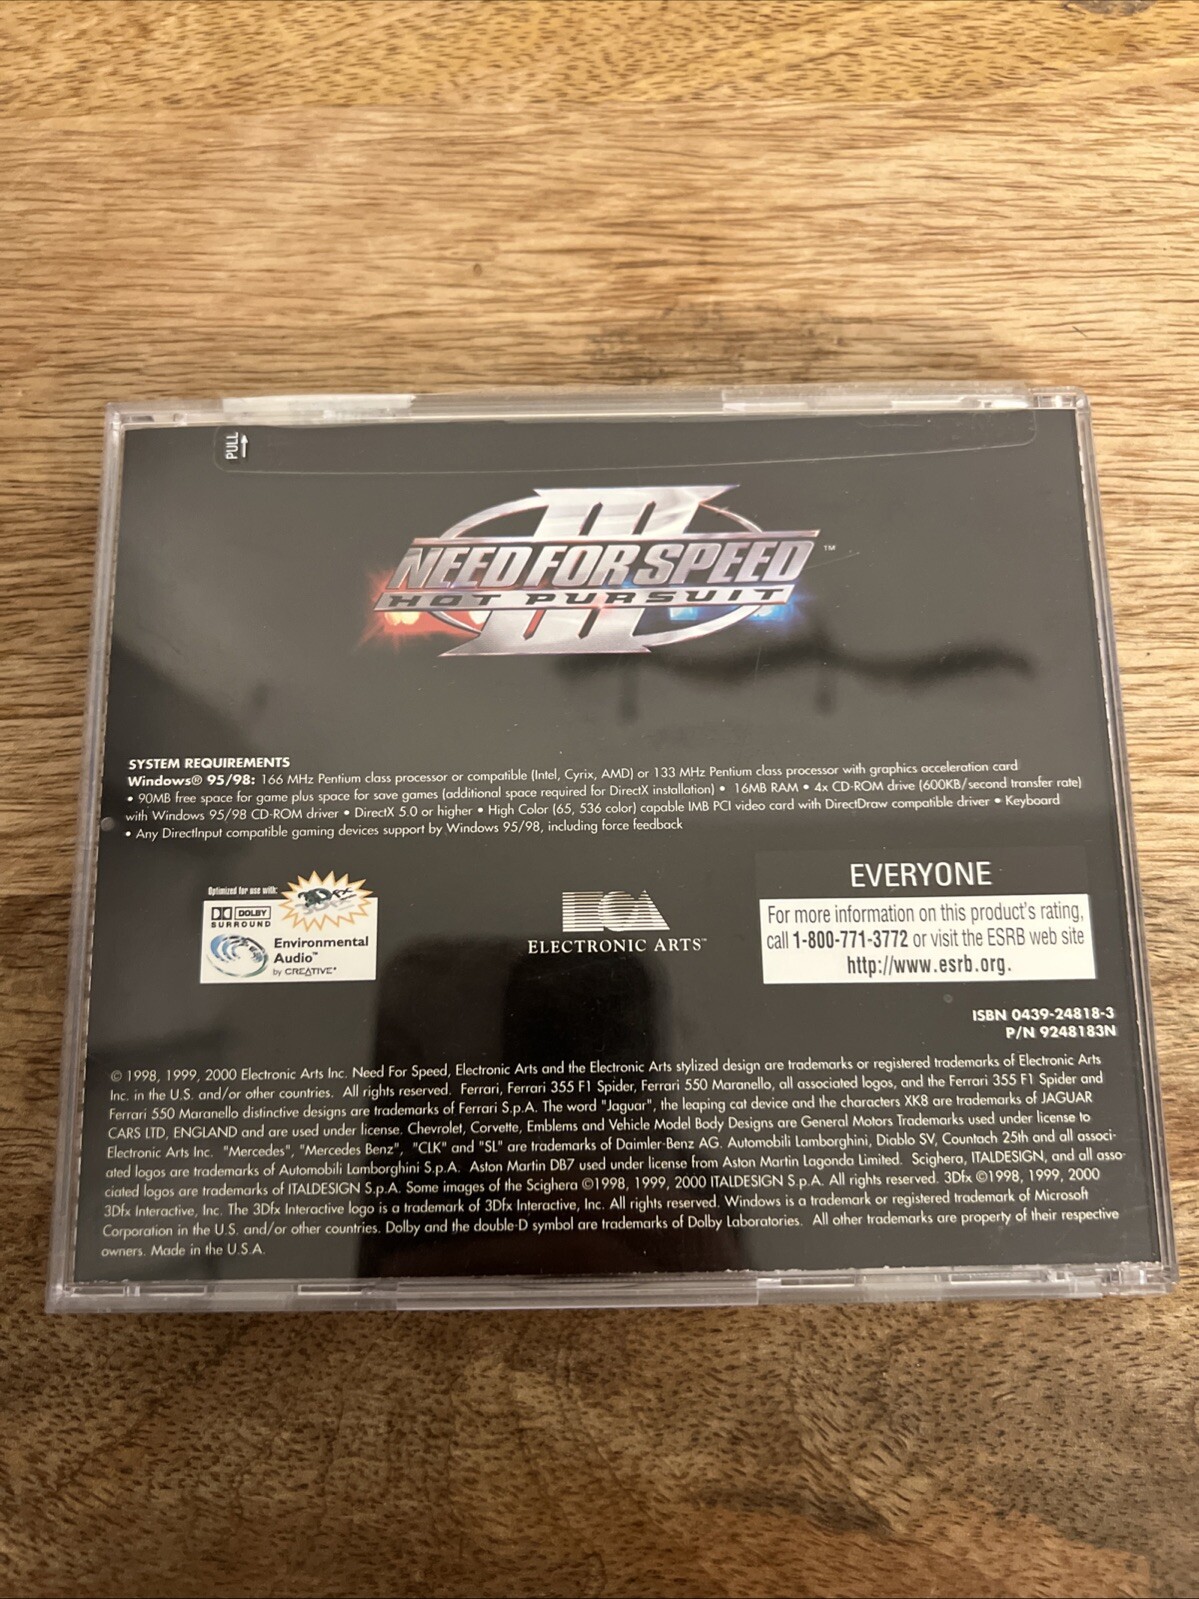 PULL
III
NEED FOR SPEED™
HOT PURSUIT
SYSTEM REQUIREMENTS
Windows® 95/98: 166 MHz Pentium class processor or compatible (Intel, Cyrix, AMD) or 133 MHz Pentium class processor with graphics acceleration card
• 90MB free space for game plus space for save games (additional space required for DirectX installation) • 16MB RAM • 4x CD-ROM drive (600KB/second transfer rate)
with Windows 95/98 CD-ROM driver • DirectX 5.0 or higher • High Color (65, 536 color) capable IMB PCI video card with DirectDraw compatible driver • Keyboard
• Any DirectInput compatible gaming devices support by Windows 95/98, including force feedback
Optimized for use with:
3Dfx
DOLBY
SURROUND
Environmental
Audio™
by CREATIVE®
EA
ELECTRONIC ARTS™
EVERYONE
For more information on this product's rating,
call 1-800-771-3772 or visit the ESRB web site
http://www.esrb.org.
ISBN 0439-24818-3
P/N 9248183N
© 1998, 1999, 2000 Electronic Arts Inc. Need For Speed, Electronic Arts and the Electronic Arts stylized design are trademarks or registered trademarks of Electronic Arts
Inc. in the U.S. and/or other countries. All rights reserved. Ferrari, Ferrari 355 F1 Spider, Ferrari 550 Maranello, all associated logos, and the Ferrari 355 F1 Spider and
Ferrari 550 Maranello distinctive designs are trademarks of Ferrari S.p.A. The word "Jaguar", the leaping cat device and the characters XK8 are trademarks of JAGUAR
CARS LTD, ENGLAND and are used under license. Chevrolet, Corvette, Emblems and Vehicle Model Body Designs are General Motors Trademarks used under license to
Electronic Arts Inc. "Mercedes", "Mercedes Benz", "CLK" and "SL" are trademarks of Daimler-Benz AG. Automobili Lamborghini, Diablo SV, Countach 25th and all associ-
ated logos are trademarks of Automobili Lamborghini S.p.A. Aston Martin DB7 used under license from Aston Martin Lagonda Limited. Scighera, ITALDESIGN, and all asso-
ciated logos are trademarks of ITALDESIGN S.p.A. Some images of the Scighera ©1998, 1999, 2000 ITALDESIGN S.p.A. All rights reserved. 3Dfx ©1998, 1999, 2000
3Dfx Interactive, Inc. The 3Dfx Interactive logo is a trademark of 3Dfx Interactive, Inc. All rights reserved. Windows is a trademark or registered trademark of Microsoft
Corporation in the U.S. and/or other countries. Dolby and the double-D symbol are trademarks of Dolby Laboratories. All other trademarks are property of their respective
owners. Made in the U.S.A.